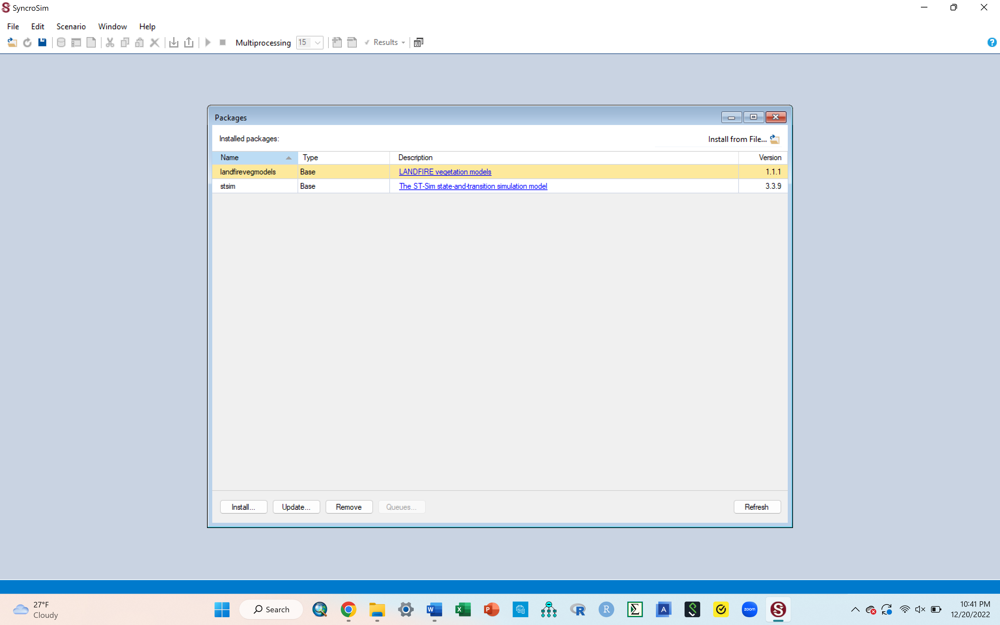 SyncroSim
File Edit Scenario Window Help
Multiprocessing 15 Results
Packages
Installed packages: Install from File...
Name Type Description Version
landfirevegmodels Base LANDFIRE vegetation models 1.1.1
stsim Base The ST-Sim state-and-transition simulation model 3.3.9
Install... Update... Remove Queues... Refresh
27°F
Cloudy
Search
W
X
P
R
R
Σ
A
zoom
S
10:41 PM
12/20/2022